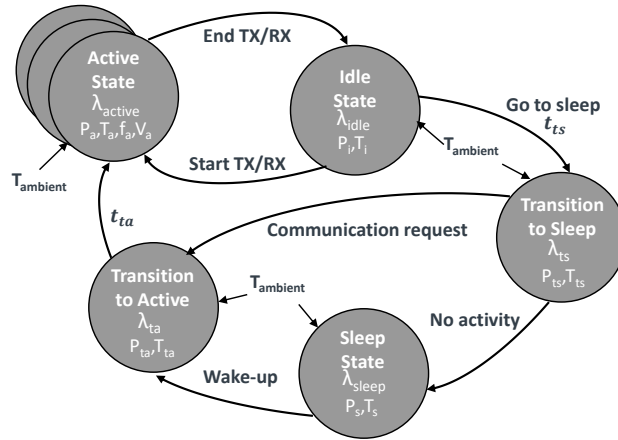 End TX/RX
Active
State
λactive
Pa,Ta,fa,Va
Idle
State
λidle
Pi,Ti
Go to sleep
tts
Tambient
Start TX/RX
Tambient
tta
Communication request
Transition
to Sleep
λts
Pts,Tts
Transition
to Active
λta
Pta,Tta
Tambient
No activity
Sleep
State
λsleep
Ps,Ts
Wake-up